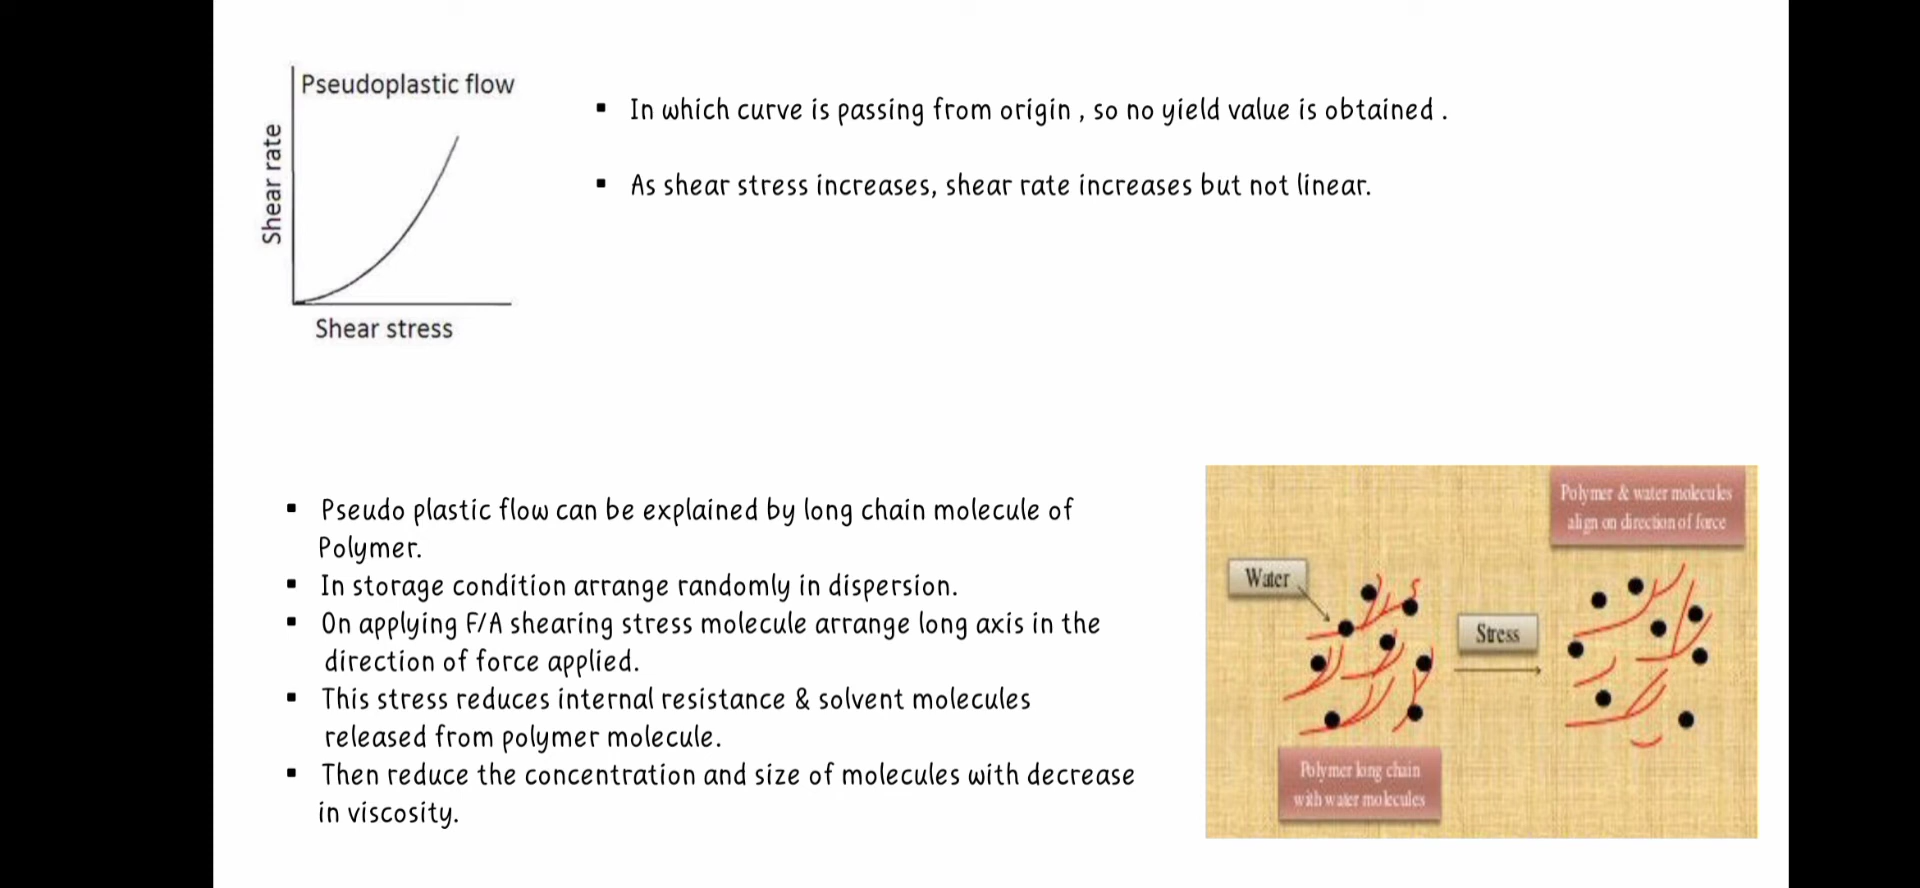 Pseudoplastic flow
Shear rate
Shear stress
▪ In which curve is passing from origin , so no yield value is obtained .
▪ As shear stress increases, shear rate increases but not linear.
▪ Pseudo plastic flow can be explained by long chain molecule of
Polymer.
▪ In storage condition arrange randomly in dispersion.
▪ On applying F/A shearing stress molecule arrange long axis in the
direction of force applied.
▪ This stress reduces internal resistance & solvent molecules
released from polymer molecule.
▪ Then reduce the concentration and size of molecules with decrease
in viscosity.
Polymer & water molecules
align on direction of force
Water
Stress
Polymer long chain
with water molecules